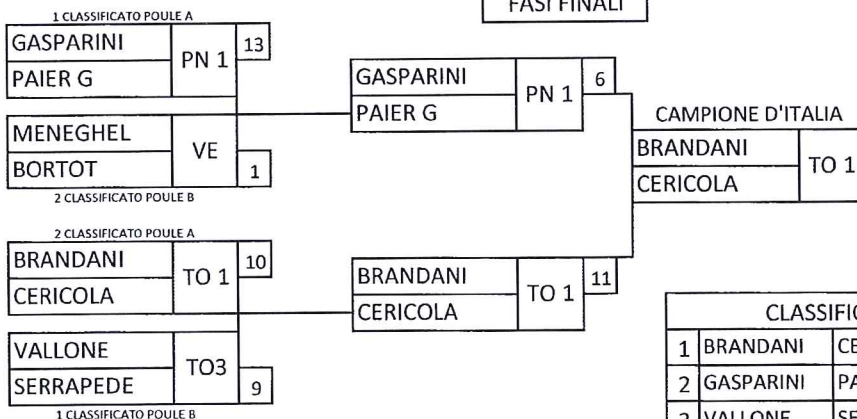 FASI FINALI
1 CLASSIFICATO POULE A
GASPARINI
PAIER G
PN 1
13
MENEGHEL
BORTOT
VE
1
2 CLASSIFICATO POULE B
2 CLASSIFICATO POULE A
BRANDANI
CERICOLA
TO 1
10
VALLONE
SERRAPEDE
TO3
9
1 CLASSIFICATO POULE B
GASPARINI
PAIER G
PN 1
6
BRANDANI
CERICOLA
TO 1
11
CAMPIONE D'ITALIA
BRANDANI
CERICOLA
TO 1
1 BRANDANI
2 GASPARINI